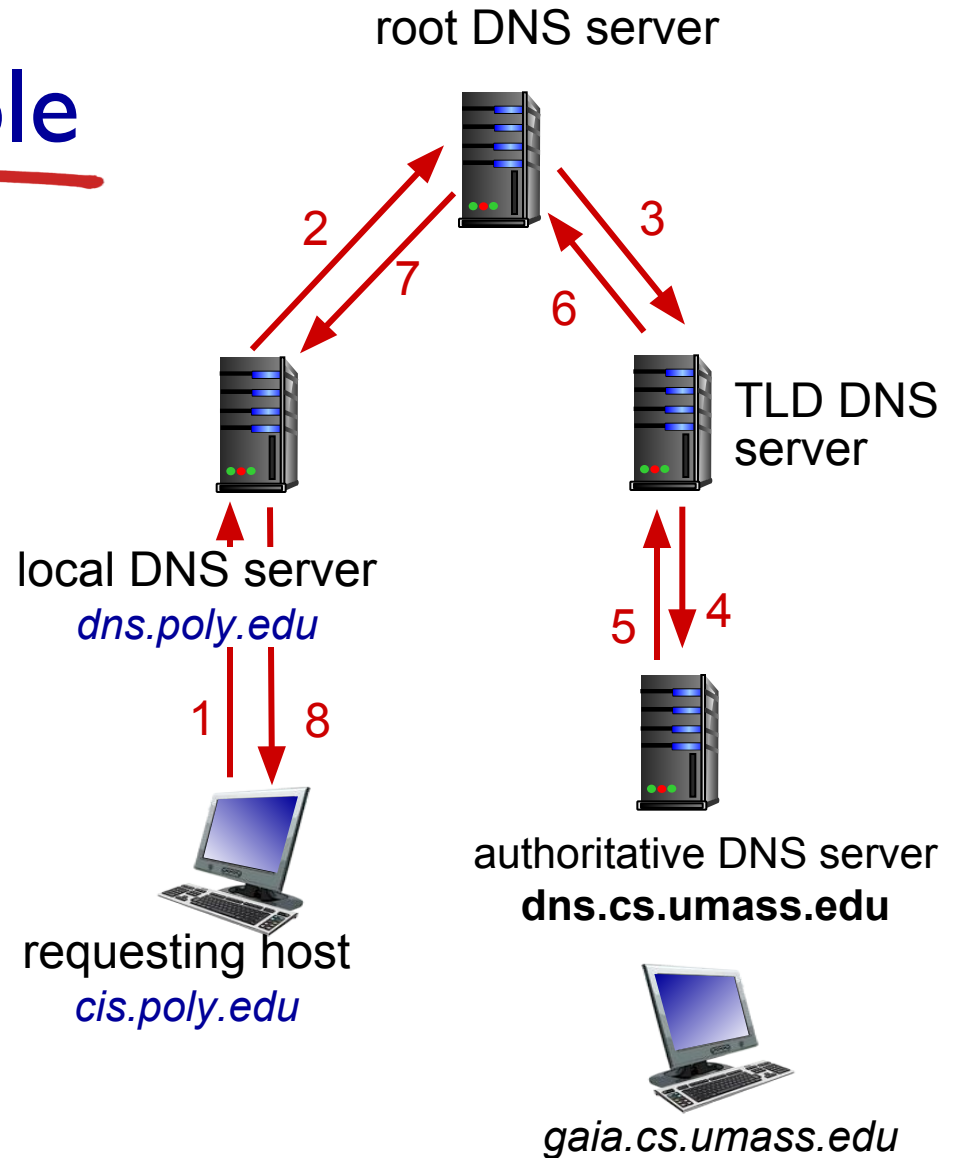 root DNS server
2
3
7
6
TLD DNS
server
local DNS server
dns.poly.edu
5
4
1
8
authoritative DNS server
dns.cs.umass.edu
requesting host
cis.poly.edu
gaia.cs.umass.edu